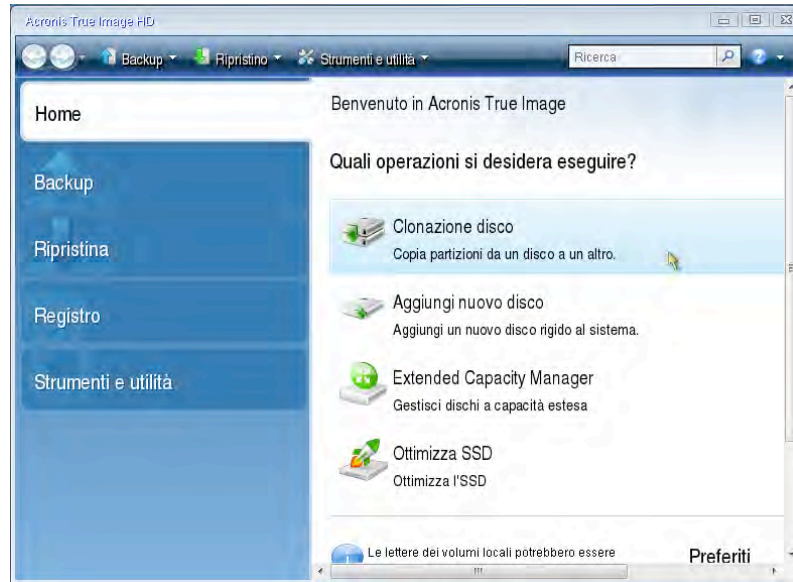 Acronis True Image HD
Backup Ripristino Strumenti e utilità Ricerca
Home
Backup
Ripristina
Registro
Strumenti e utilità
Benvenuto in Acronis True Image
Quali operazioni si desidera eseguire?
Clonazione disco
Copia partizioni da un disco a un altro.
Aggiungi nuovo disco
Aggiungi un nuovo disco rigido al sistema.
Extended Capacity Manager
Gestisci dischi a capacità estesa
Ottimizza SSD
Ottimizza l'SSD
Le lettere dei volumi locali potrebbero essere
Preferiti